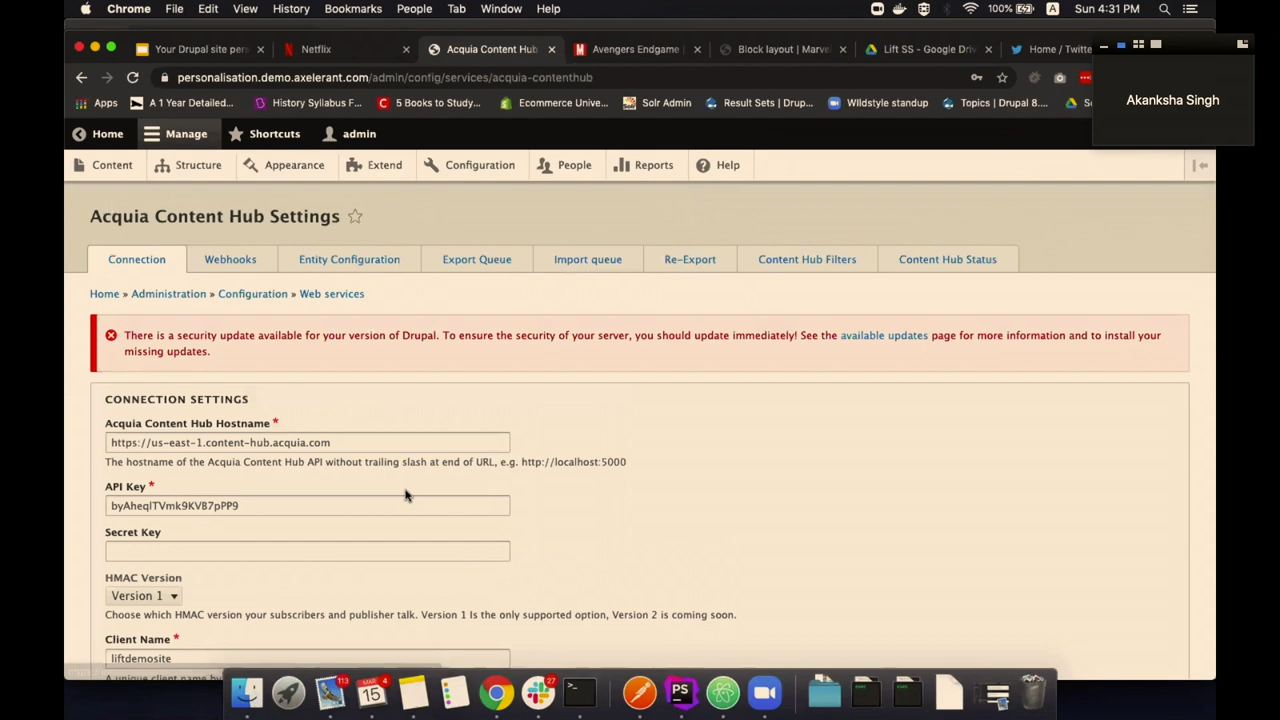 Chrome File Edit View History Bookmarks People Tab Window Help 100% A Sun 4:31 PM
Your Drupal site per Netflix Acquia Content Hub Avengers Endgame Block layout | Marve Lift SS - Google Driv Home / Twitte
personalisation.demo.axelerant.com/admin/config/services/acquia-contenthub
Apps A 1 Year Detailed... History Syllabus F... 5 Books to Study... Ecommerce Unive... Solr Admin Result Sets | Drup... Wildstyle standup Topics | Drupal 8....
Akanksha Singh
Home Manage Shortcuts admin
Content Structure Appearance Extend Configuration People Reports Help
Acquia Content Hub Settings
Connection Webhooks Entity Configuration Export Queue Import queue Re-Export Content Hub Filters Content Hub Status
Home » Administration » Configuration » Web services
There is a security update available for your version of Drupal. To ensure the security of your server, you should update immediately! See the available updates page for more information and to install your
missing updates.
CONNECTION SETTINGS
Acquia Content Hub Hostname *
https://us-east-1.content-hub.acquia.com
The hostname of the Acquia Content Hub API without trailing slash at end of URL, e.g. http://localhost:5000
API Key *
byAheqITVmk9KVB7pPP9
Secret Key
HMAC Version
Version 1
Choose which HMAC version your subscribers and publisher talk. Version 1 Is the only supported option, Version 2 is coming soon.
Client Name *
liftdemosite
113 MAR 15 4 27 PS